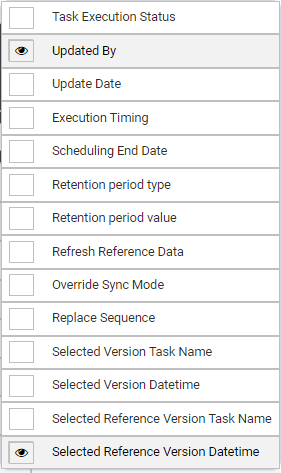 Task Execution Status
Updated By
Update Date
Execution Timing
Scheduling End Date
Retention period type
Retention period value
Refresh Reference Data
Override Sync Mode
Replace Sequence
Selected Version Task Name
Selected Version Datetime
Selected Reference Version Task Name
Selected Reference Version Datetime